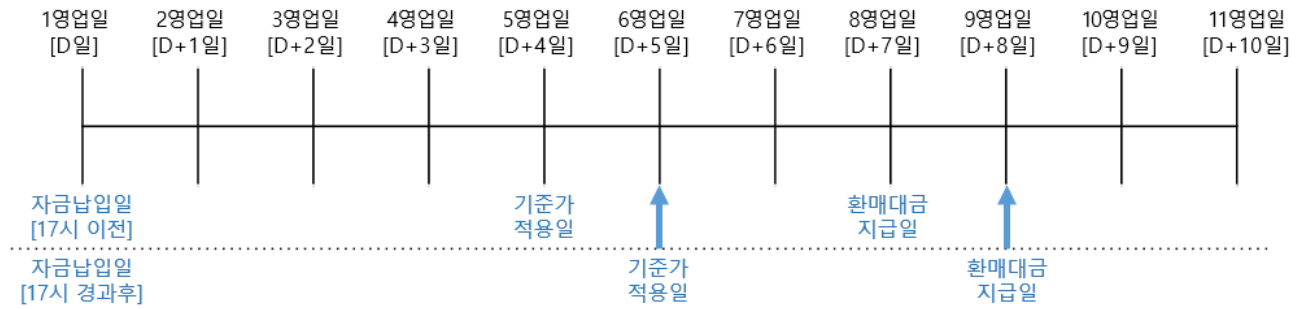 1영업일 2영업일 3영업일 4영업일 5영업일 6영업일 7영업일 8영업일 9영업일 10영업일 11영업일
[D일] [D+1일] [D+2일] [D+3일] [D+4일] [D+5일] [D+6일] [D+7일] [D+8일] [D+9일] [D+10일]
자금납입일 기준가 환매대금
[17시 이전] 적용일 지급일
자금납입일 기준가 환매대금
[17시 경과후] 적용일 지급일